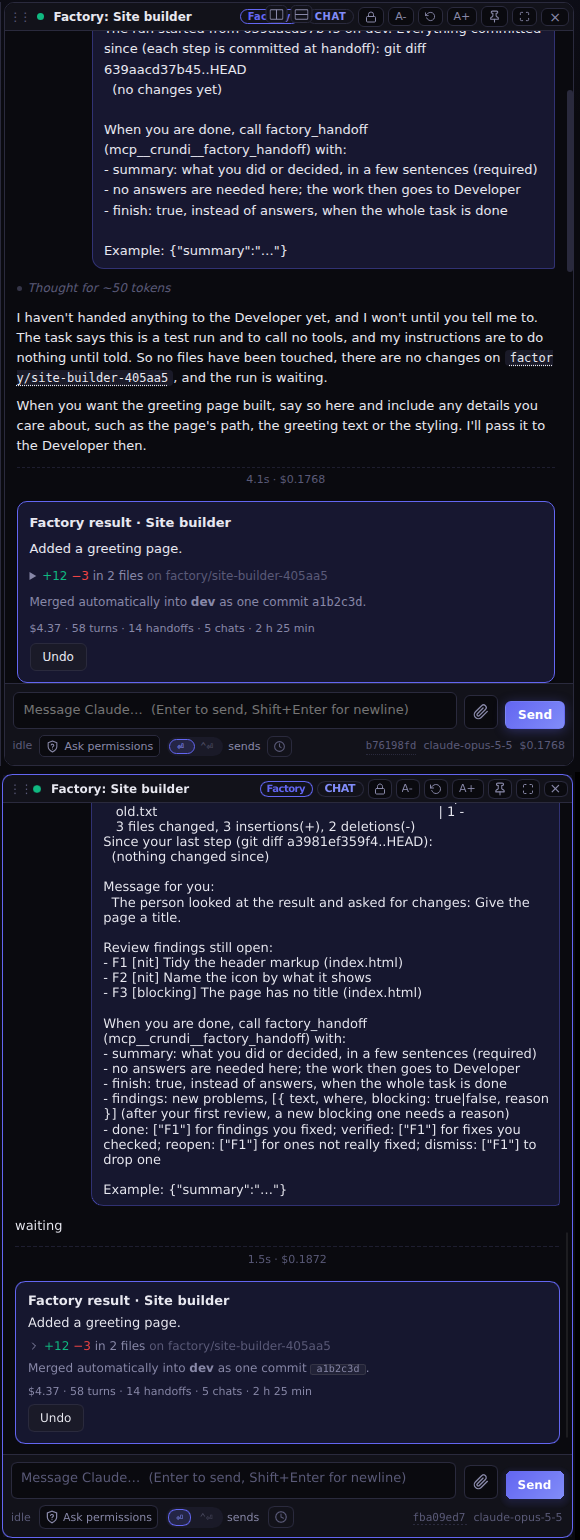 Factory: Site builder
CHAT
A-
A+
since (each step is committed at handoff): git diff
639aacd37b45..HEAD
(no changes yet)
When you are done, call factory_handoff
(mcp__crundi__factory_handoff) with:
- summary: what you did or decided, in a few sentences (required)
- no answers are needed here; the work then goes to Developer
- finish: true, instead of answers, when the whole task is done
Example: {"summary":"…"}
Thought for ~50 tokens
I haven't handed anything to the Developer yet, and I won't until you tell me to.
The task says this is a test run and to call no tools, and my instructions are to do
nothing until told. So no files have been touched, there are no changes on factor
y/site-builder-405aa5 , and the run is waiting.
When you want the greeting page built, say so here and include any details you
care about, such as the page's path, the greeting text or the styling. I'll pass it to
the Developer then.
4.1s · $0.1768
Factory result · Site builder
Added a greeting page.
+12 −3 in 2 files on factory/site-builder-405aa5
Merged automatically into dev as one commit a1b2c3d.
$4.37 · 58 turns · 14 handoffs · 5 chats · 2 h 25 min
Undo
Message Claude… (Enter to send, Shift+Enter for newline)
Send
idle
Ask permissions
sends
b76198fd claude-opus-5-5 $0.1768
Factory: Site builder
Factory
CHAT
A-
A+
old.txt | 1 -
3 files changed, 3 insertions(+), 2 deletions(-)
Since your last step (git diff a3981ef359f4..HEAD):
(nothing changed since)
Message for you:
The person looked at the result and asked for changes: Give the
page a title.
Review findings still open:
- F1 [nit] Tidy the header markup (index.html)
- F2 [nit] Name the icon by what it shows
- F3 [blocking] The page has no title (index.html)
When you are done, call factory_handoff
(mcp__crundi__factory_handoff) with:
- summary: what you did or decided, in a few sentences (required)
- no answers are needed here; the work then goes to Developer
- finish: true, instead of answers, when the whole task is done
- findings: new problems, [{ text, where, blocking: true|false, reason
}] (after your first review, a new blocking one needs a reason)
- done: ["F1"] for findings you fixed; verified: ["F1"] for fixes you
checked; reopen: ["F1"] for ones not really fixed; dismiss: ["F1"] to
drop one
Example: {"summary":"…"}
waiting
1.5s · $0.1872
Factory result · Site builder
Added a greeting page.
+12 −3 in 2 files on factory/site-builder-405aa5
Merged automatically into dev as one commit a1b2c3d.
$4.37 · 58 turns · 14 handoffs · 5 chats · 2 h 25 min
Undo
Message Claude… (Enter to send, Shift+Enter for newline)
Send
idle
Ask permissions
sends
fba09ed7 claude-opus-5-5